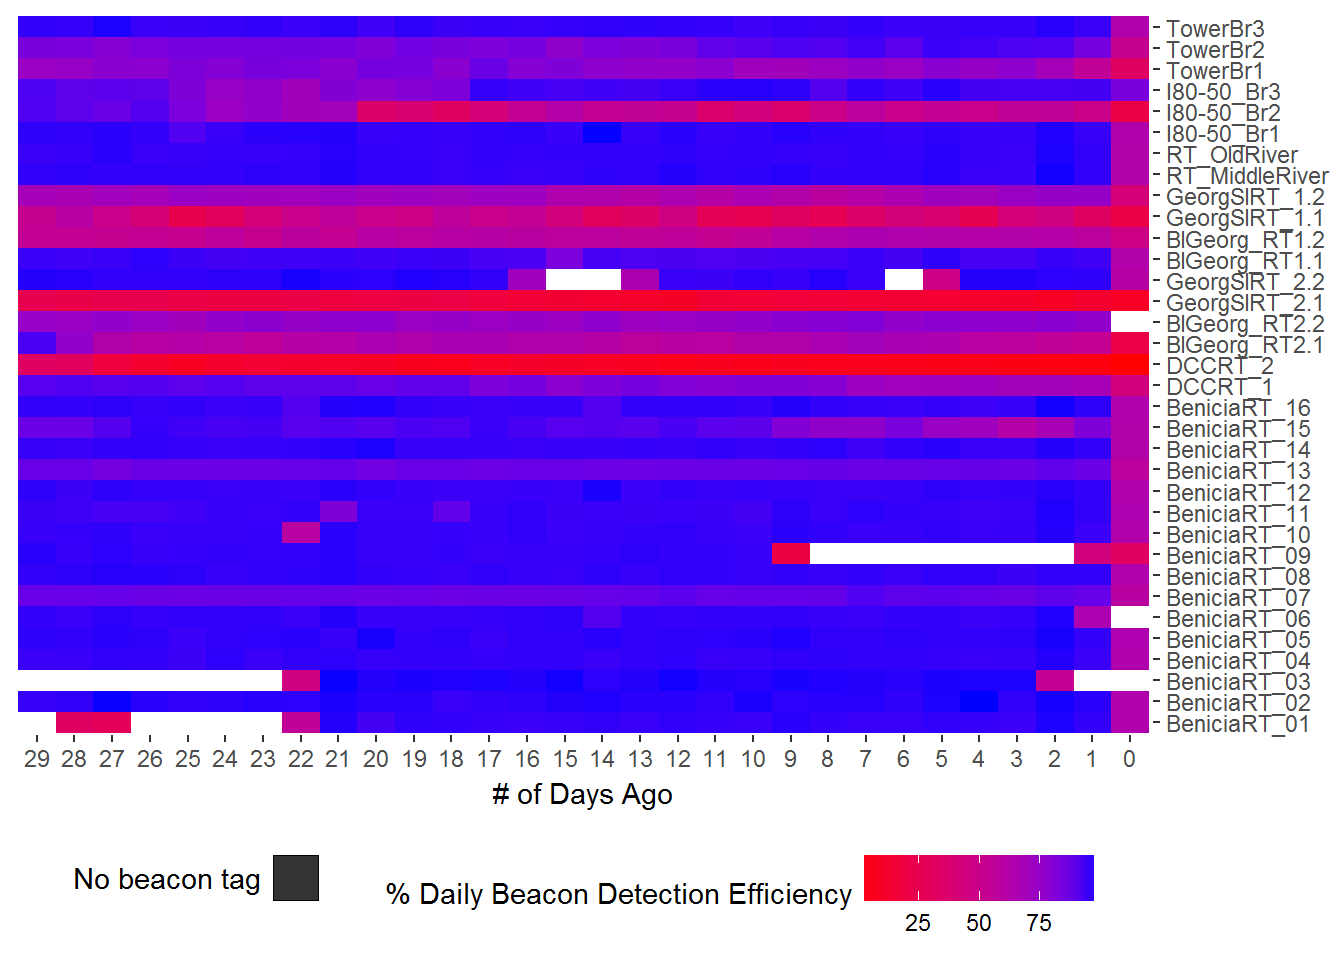 TowerBr3
TowerBr2
TowerBr1
I80-50_Br3
I80-50_Br2
I80-50_Br1
RT_OldRiver
RT_MiddleRiver
GeorgSlRT_1.2
GeorgSlRT_1.1
BlGeorg_RT1.2
BlGeorg_RT1.1
GeorgSlRT_2.2
GeorgSlRT_2.1
BlGeorg_RT2.2
BlGeorg_RT2.1
DCCRT_2
DCCRT_1
BeniciaRT_16
BeniciaRT_15
BeniciaRT_14
BeniciaRT_13
BeniciaRT_12
BeniciaRT_11
BeniciaRT_10
BeniciaRT_09
BeniciaRT_08
BeniciaRT_07
BeniciaRT_06
BeniciaRT_05
BeniciaRT_04
BeniciaRT_03
BeniciaRT_02
BeniciaRT_01
29 28 27 26 25 24 23 22 21 20 19 18 17 16 15 14 13 12 11 10 9 8 7 6 5 4 3 2 1 0
# of Days Ago
No beacon tag
% Daily Beacon Detection Efficiency
25 50 75